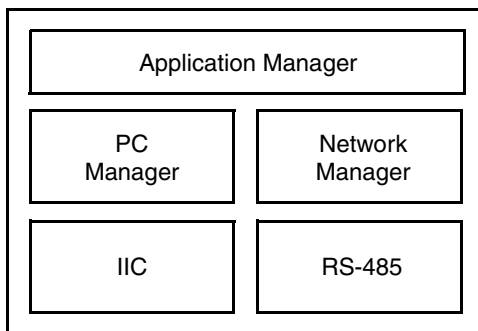 Application Manager
PC
Manager
Network
Manager
IIC
RS-485